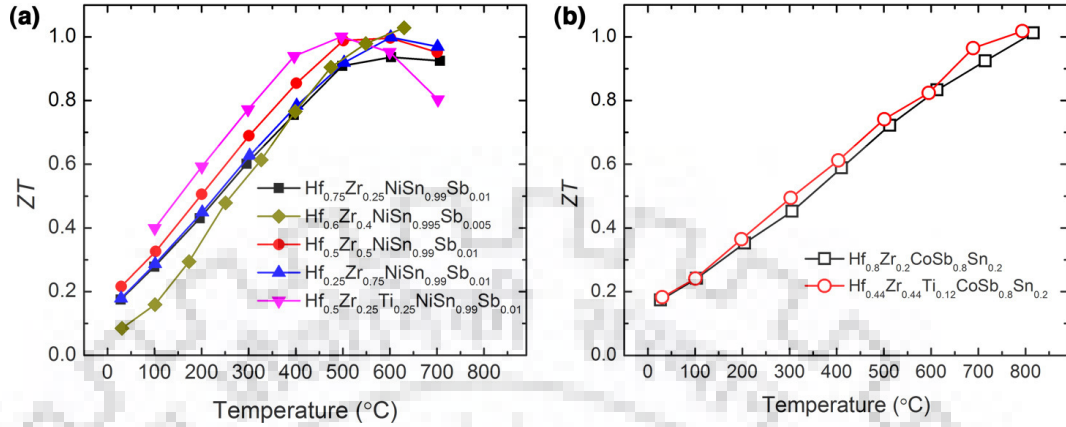 (a)
ZT
1.0
0.8
0.6
0.4
0.2
0.0
0 100 200 300 400 500 600 700 800
Temperature (°C)
Hf0.75Zr0.25NiSn0.99Sb0.01
Hf0.6Zr0.4NiSn0.995Sb0.005
Hf0.5Zr0.5NiSn0.99Sb0.01
Hf0.25Zr0.75NiSn0.99Sb0.01
Hf0.5Zr0.25Ti0.25NiSn0.99Sb0.01
(b)
ZT
1.0
0.8
0.6
0.4
0.2
0.0
0 100 200 300 400 500 600 700 800
Temperature (°C)
Hf0.8Zr0.2CoSb0.8Sn0.2
Hf0.44Zr0.44Ti0.12CoSb0.8Sn0.2